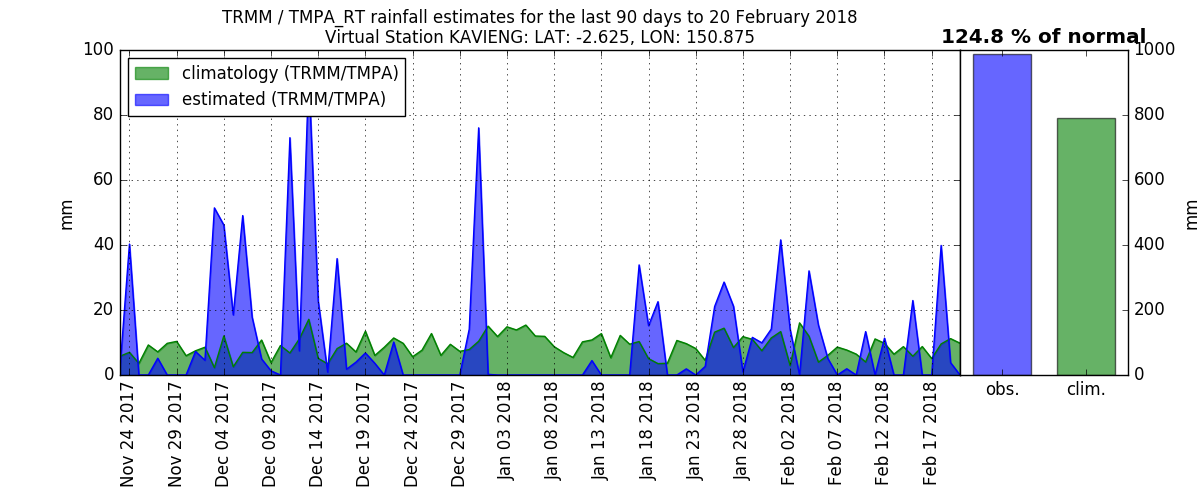 TRMM / TMPA_RT rainfall estimates for the last 90 days to 20 February 2018
Virtual Station KAVIENG: LAT: -2.625, LON: 150.875
124.8 % of normal
climatology (TRMM/TMPA)
estimated (TRMM/TMPA)
100
80
60
40
20
0
mm
1000
800
600
400
200
0
mm
Nov 24 2017
Nov 29 2017
Dec 04 2017
Dec 09 2017
Dec 14 2017
Dec 19 2017
Dec 24 2017
Dec 29 2017
Jan 03 2018
Jan 08 2018
Jan 13 2018
Jan 18 2018
Jan 23 2018
Jan 28 2018
Feb 02 2018
Feb 07 2018
Feb 12 2018
Feb 17 2018
obs.
clim.